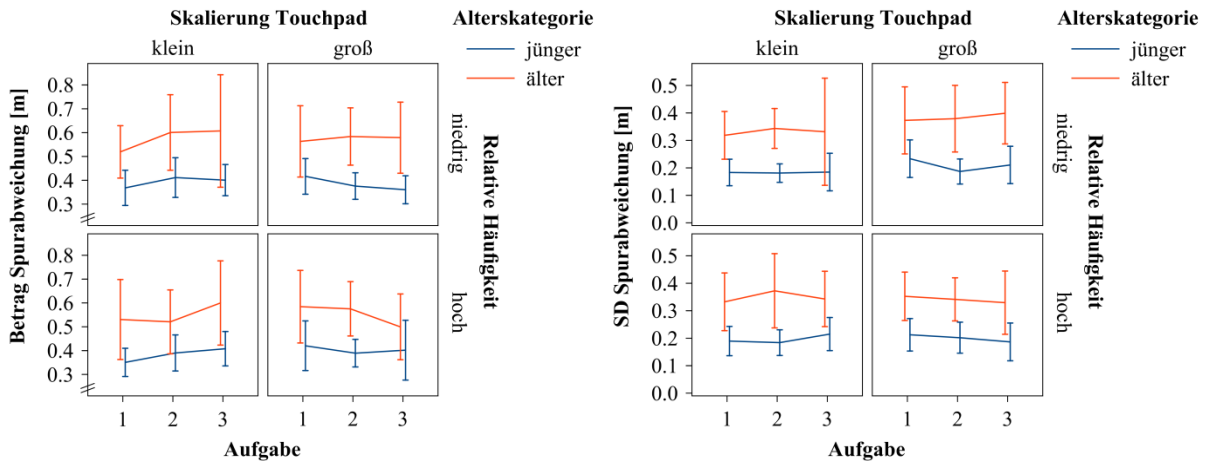 Skalierung Touchpad
Alterskategorie
klein
groß
jünger
älter
Betrag Spurabweichung [m]
0.8
0.7
0.6
0.5
0.4
0.3
niedrig
0.8
0.7
0.6
0.5
0.4
0.3
hoch
Relative Häufigkeit
1 2 3 1 2 3
Aufgabe
Skalierung Touchpad
Alterskategorie
klein
groß
jünger
älter
SD Spurabweichung [m]
0.5
0.4
0.3
0.2
0.1
0.0
niedrig
0.5
0.4
0.3
0.2
0.1
0.0
hoch
Relative Häufigkeit
1 2 3 1 2 3
Aufgabe